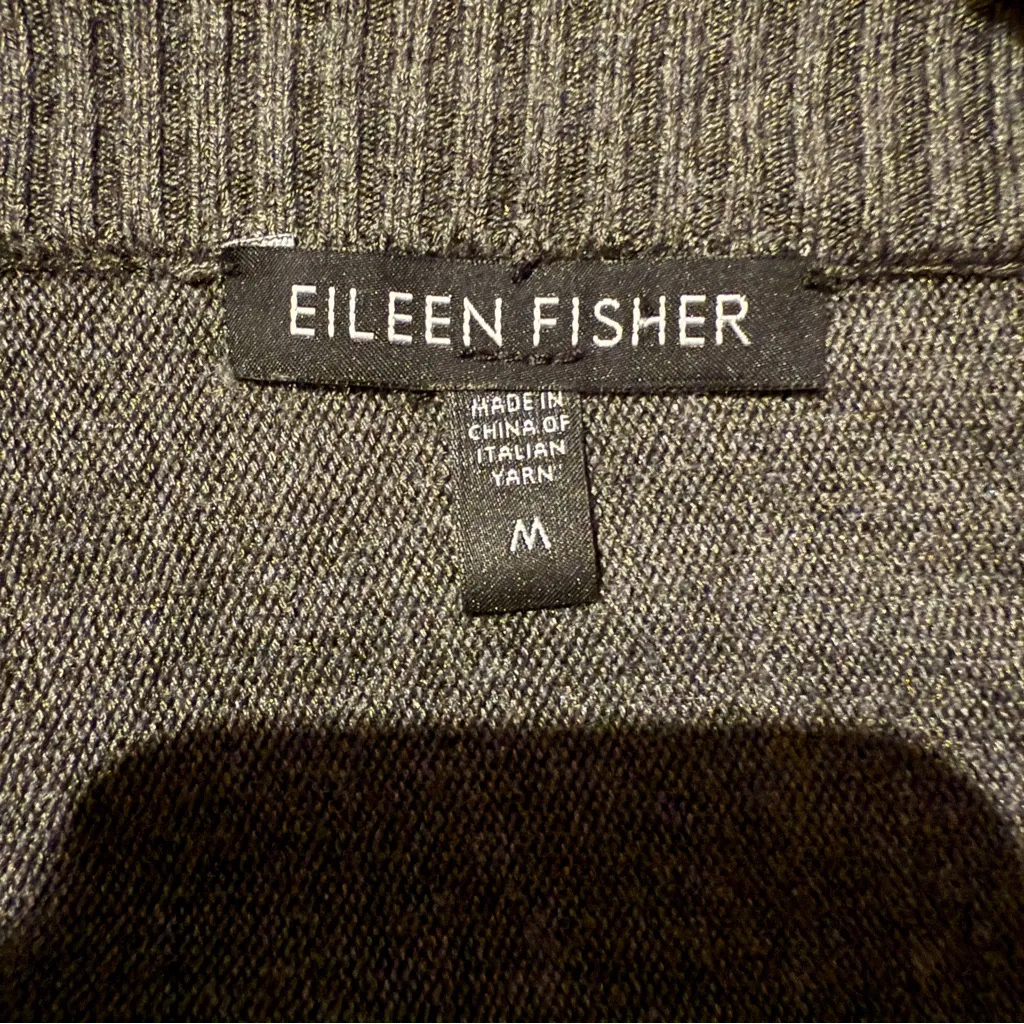 EILEEN FISHER
MADE IN
CHINA OF
ITALIAN
YARN
M